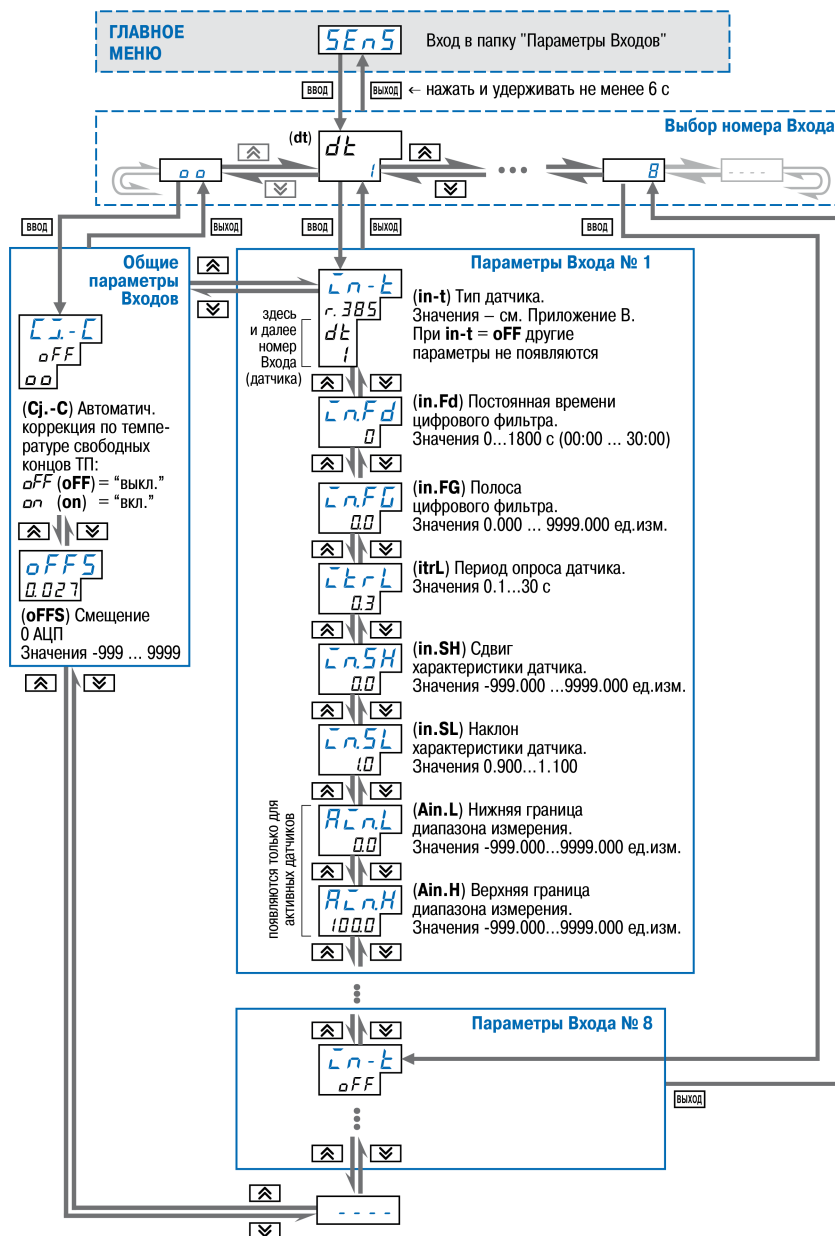 ГЛАВНОЕ
МЕНЮ
SEnS
Вход в папку "Параметры Входов"
ВВОД
ВЫХОД
← нажать и удерживать не менее 6 с
Выбор номера Входа
(dt)
dt
1
oo
•••
8
- - - -
ВВОД
ВЫХОД
ВВОД
ВЫХОД
ВВОД
Общие
параметры
Входов
Cj.-C
oFF
oo
(Cj.-C) Автоматич.
коррекция по темпе-
ратуре свободных
концов ТП:
oFF (oFF) = “выкл.”
on (on) = “вкл.”
oFFS
0.027
(oFFS) Смещение
0 АЦП
Значения -999 ... 9999
Параметры Входа № 1
in-t
r.385
dt
1
здесь
и далее
номер
Входа
(датчика)
(in-t) Тип датчика.
Значения – см. Приложение В.
При in-t = oFF другие
параметры не появляются
in.Fd
0
(in.Fd) Постоянная времени
цифрового фильтра.
Значения 0...1800 с (00:00 ... 30:00)
in.FG
0.0
(in.FG) Полоса
цифрового фильтра.
Значения 0.000 ... 9999.000 ед.изм.
itrL
0.3
(itrL) Период опроса датчика.
Значения 0.1...30 с
in.SH
0.0
(in.SH) Сдвиг
характеристики датчика.
Значения -999.000 ...9999.000 ед.изм.
in.SL
1.0
(in.SL) Наклон
характеристики датчика.
Значения 0.900...1.100
появляются только для
активных датчиков
Ain.L
0.0
(Ain.L) Нижняя граница
диапазона измерения.
Значения -999.000...9999.000 ед.изм.
Ain.H
100.0
(Ain.H) Верхняя граница
диапазона измерения.
Значения -999.000...9999.000 ед.изм.
Параметры Входа № 8
in-t
oFF
ВЫХОД
- - - -